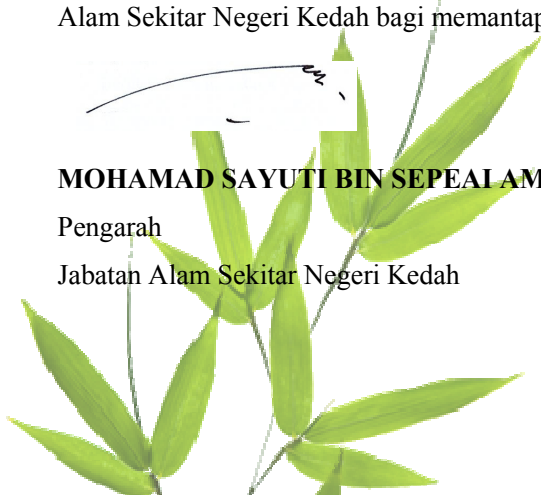 Alam Sekitar Negeri Kedah bagi memantap
MOHAMAD SAYUTI BIN SEPEAI AM
Pengarah
Jabatan Alam Sekitar Negeri Kedah